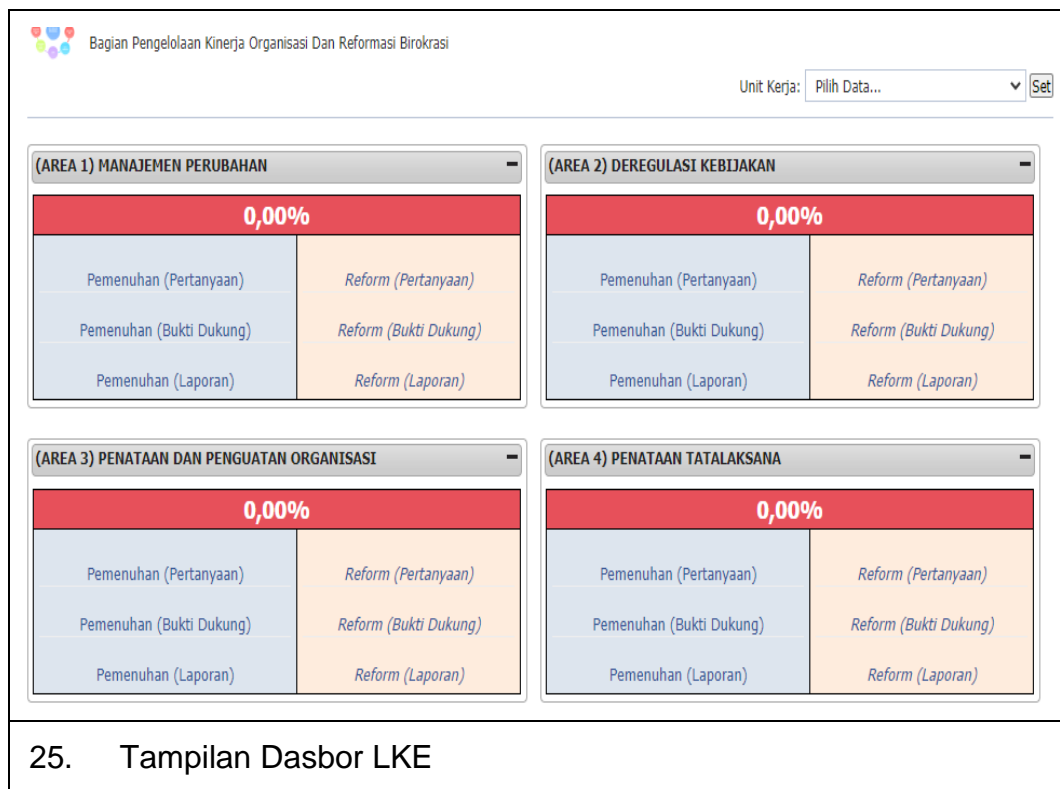 Bagian Pengelolaan Kinerja Organisasi Dan Reformasi Birokrasi
Unit Kerja: Pilih Data... Set
(AREA 1) MANAJEMEN PERUBAHAN
0,00%
Pemenuhan (Pertanyaan) Reform (Pertanyaan)
Pemenuhan (Bukti Dukung) Reform (Bukti Dukung)
Pemenuhan (Laporan) Reform (Laporan)
(AREA 2) DEREGULASI KEBIJAKAN
0,00%
Pemenuhan (Pertanyaan) Reform (Pertanyaan)
Pemenuhan (Bukti Dukung) Reform (Bukti Dukung)
Pemenuhan (Laporan) Reform (Laporan)
(AREA 3) PENATAAN DAN PENGUATAN ORGANISASI
0,00%
Pemenuhan (Pertanyaan) Reform (Pertanyaan)
Pemenuhan (Bukti Dukung) Reform (Bukti Dukung)
Pemenuhan (Laporan) Reform (Laporan)
(AREA 4) PENATAAN TATALAKSANA
0,00%
Pemenuhan (Pertanyaan) Reform (Pertanyaan)
Pemenuhan (Bukti Dukung) Reform (Bukti Dukung)
Pemenuhan (Laporan) Reform (Laporan)
25. Tampilan Dasbor LKE